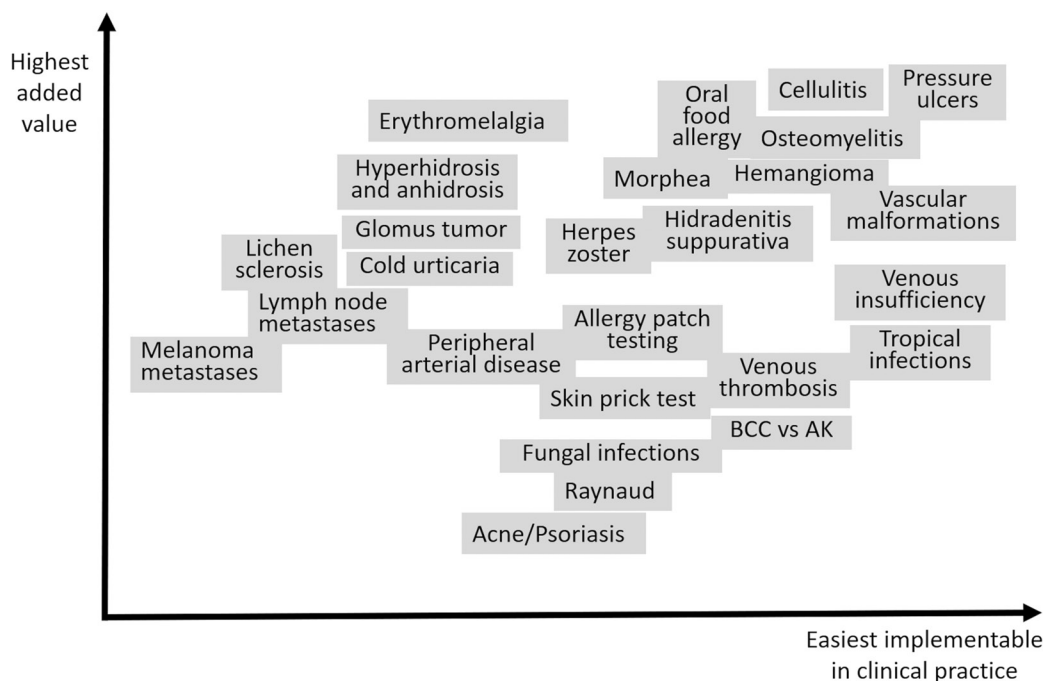 Highest
added
value
Pressure
ulcers
Cellulitis
Oral
food
allergy
Erythromelalgia
Osteomyelitis
Hyperhidrosis
and anhidrosis
Morphea
Hemangioma
Vascular
malformations
Glomus tumor
Herpes
zoster
Hidradenitis
suppurativa
Lichen
sclerosis
Cold urticaria
Venous
insufficiency
Lymph node
metastases
Allergy patch
testing
Tropical
infections
Melanoma
metastases
Peripheral
arterial disease
Venous
thrombosis
Skin prick test
BCC vs AK
Fungal infections
Raynaud
Acne/Psoriasis
Easiest implementable
in clinical practice